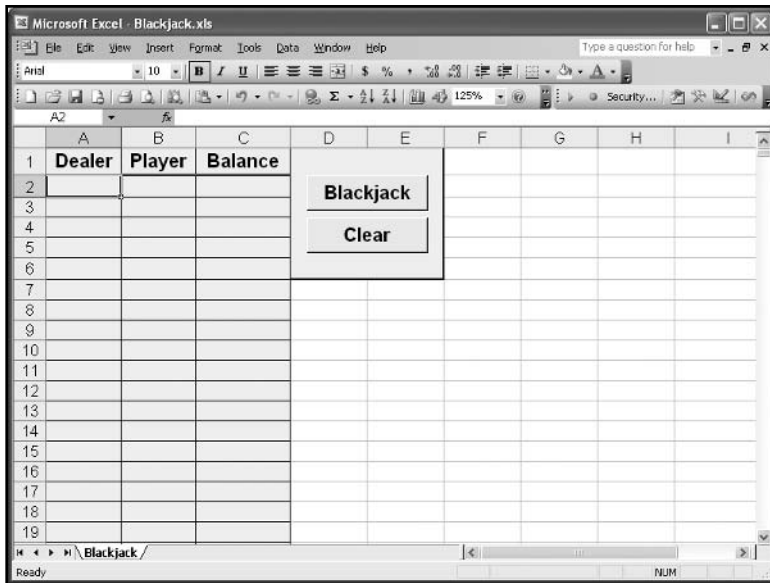 Microsoft Excel - Blackjack.xls
File Edit View Insert Format Tools Data Window Help Type a question for help
Arial 10 B I U $ % ,
Σ 125% Security...
A2 fx
A B C D E F G H I
1 Dealer Player Balance
2 Blackjack
3
4 Clear
5
6
7
8
9
10
11
12
13
14
15
16
17
18
19
Blackjack
Ready NUM